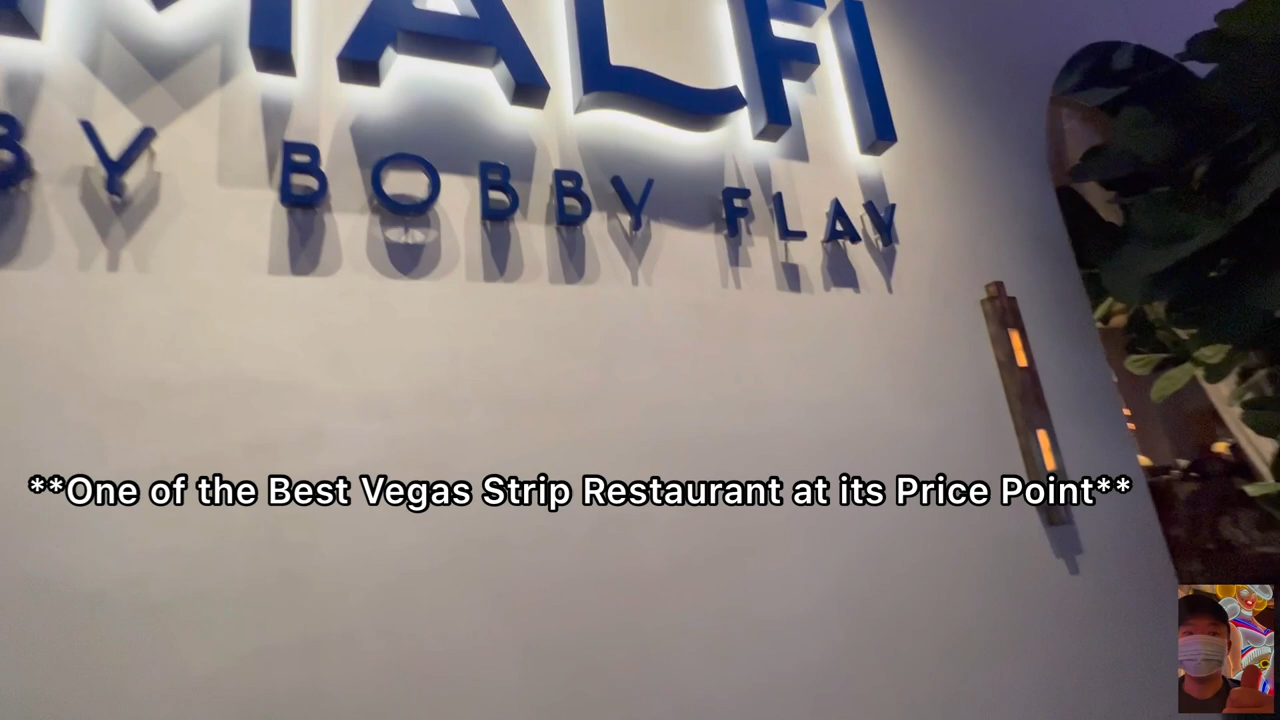 MALFI
BY BOBBY FLAY
**One of the Best Vegas Strip Restaurant at its Price Point**